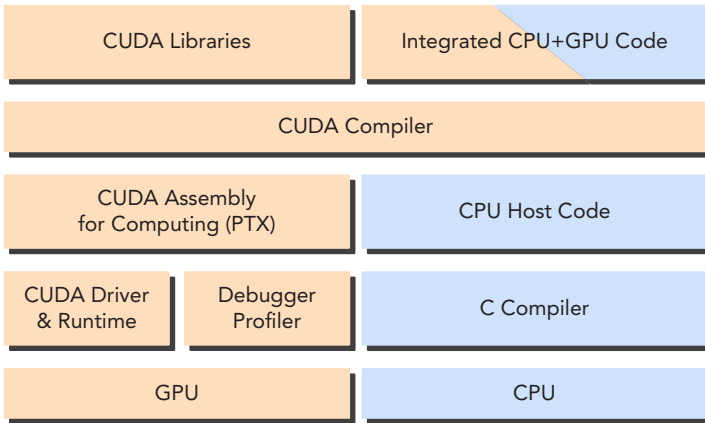 CUDA Libraries
Integrated CPU+GPU Code
CUDA Compiler
CUDA Assembly
for Computing (PTX)
CPU Host Code
CUDA Driver
& Runtime
Debugger
Profiler
C Compiler
GPU
CPU